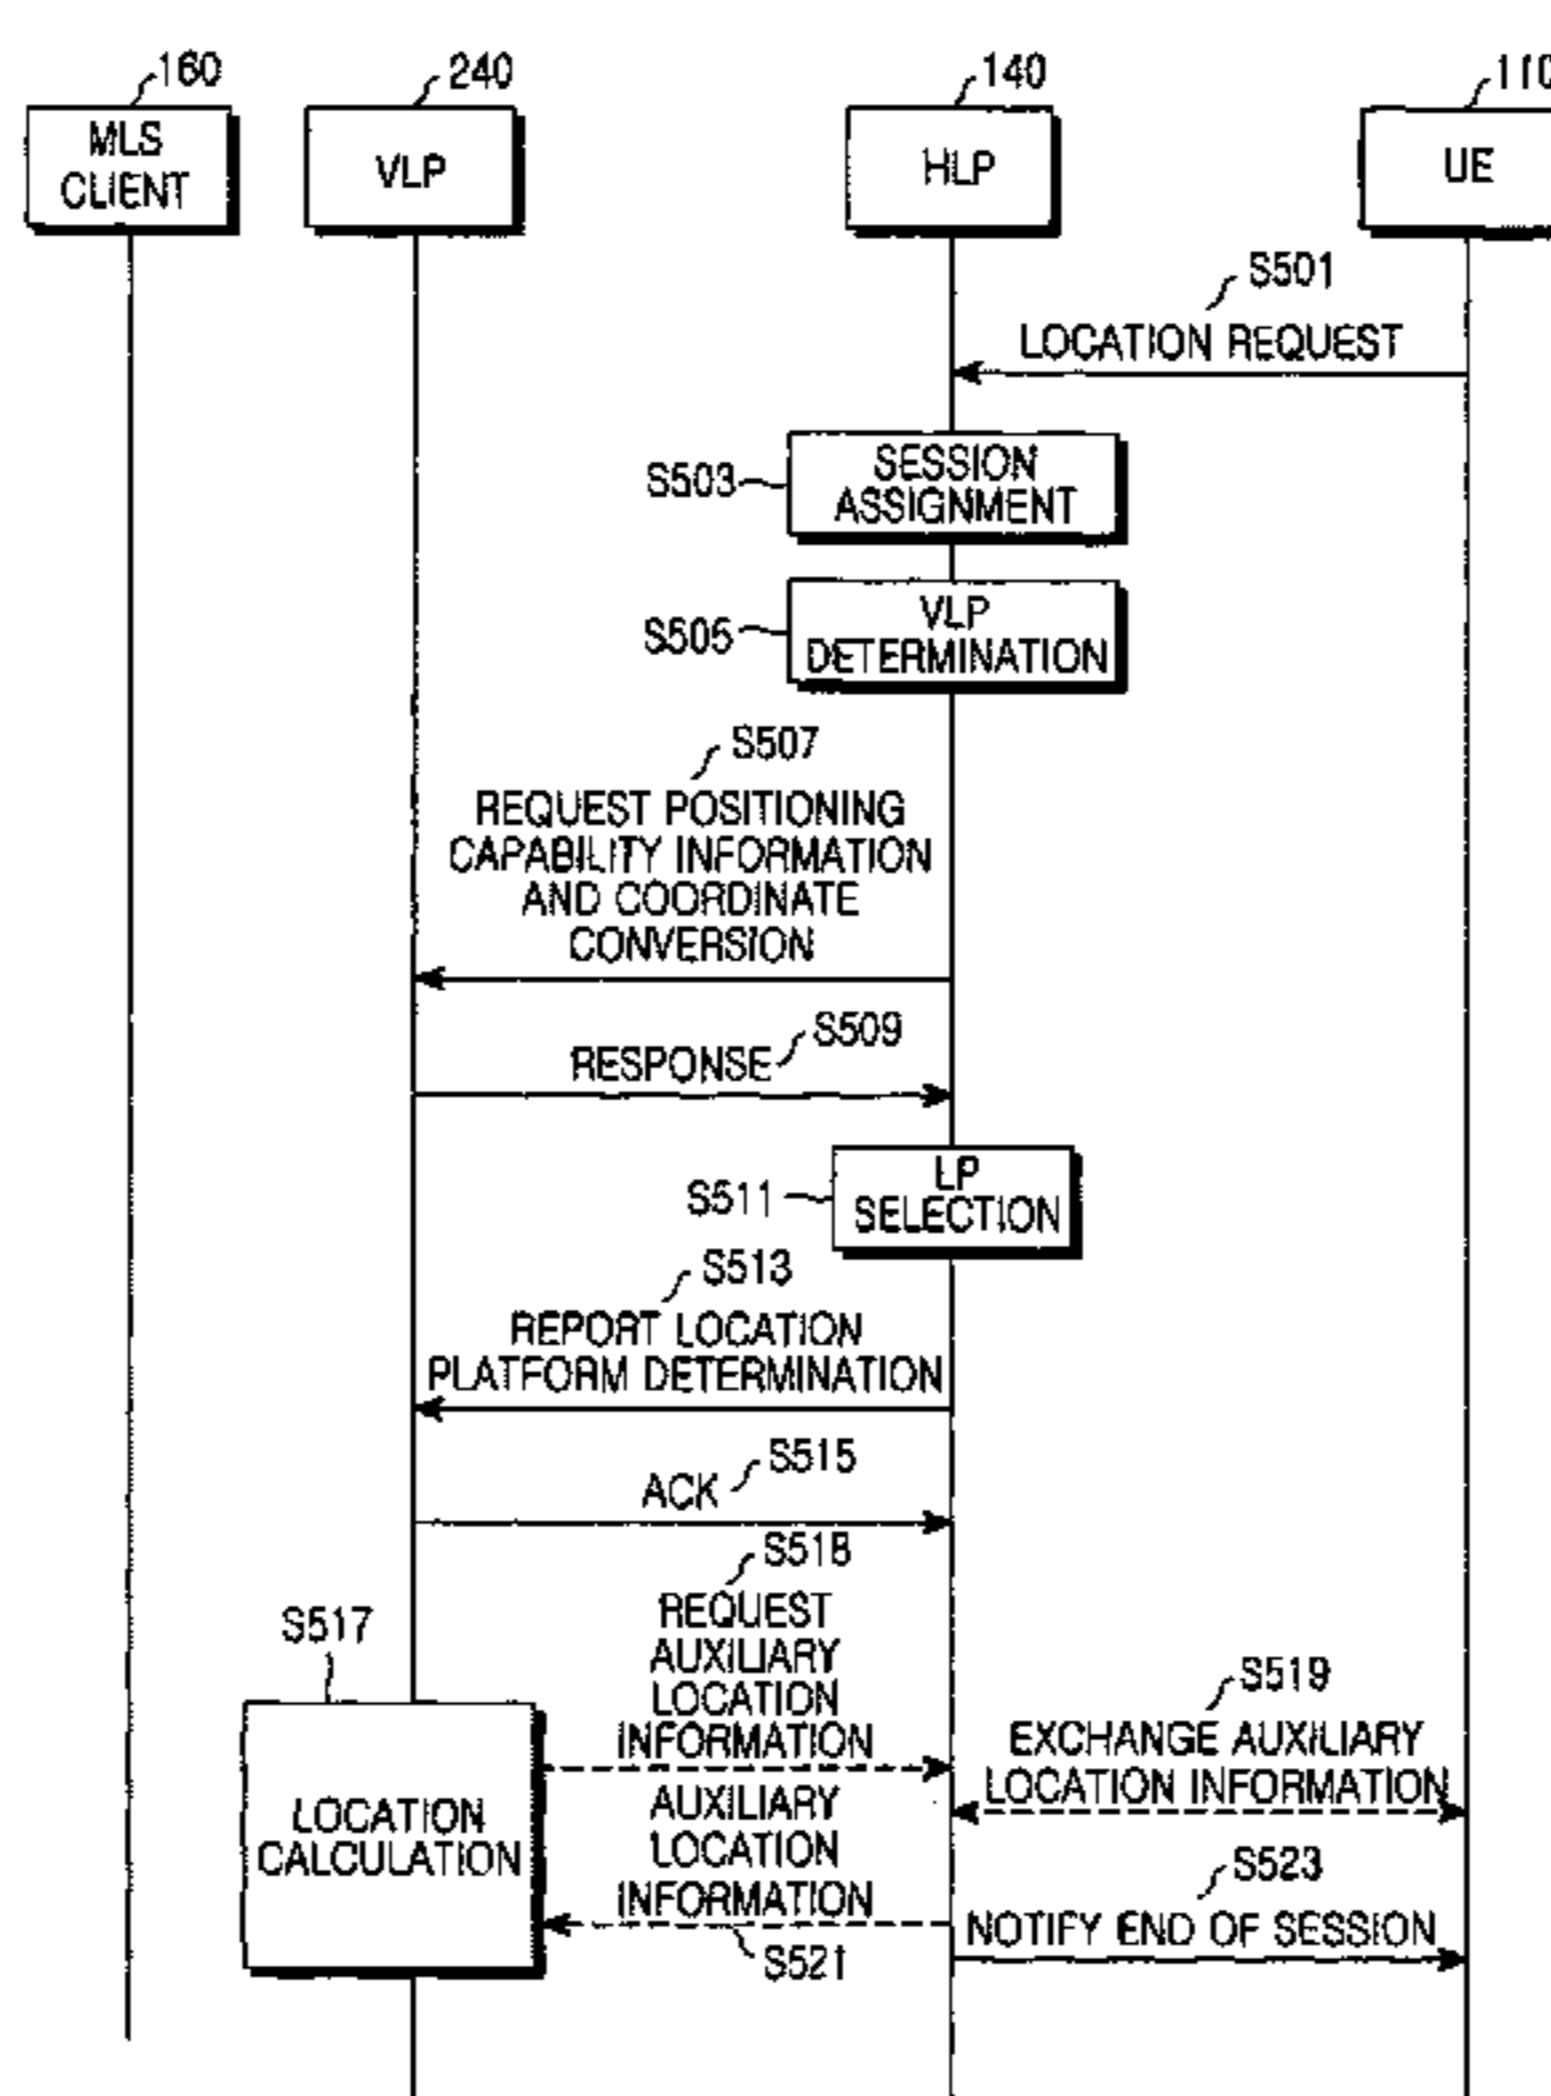 160
240
140
110
MLS
CLIENT
VLP
HLP
UE
S501
LOCATION REQUEST
S503
SESSION
ASSIGNMENT
S505
VLP
DETERMINATION
S507
REQUEST POSITIONING
CAPABILITY INFORMATION
AND COORDINATE
CONVERSION
S509
RESPONSE
S511
LP
SELECTION
S513
REPORT LOCATION
PLATFORM DETERMINATION
S515
ACK
S518
REQUEST
AUXILIARY
LOCATION
INFORMATION
S517
LOCATION
CALCULATION
S519
EXCHANGE AUXILIARY
LOCATION INFORMATION
AUXILIARY
LOCATION
INFORMATION
S521
S523
NOTIFY END OF SESSION